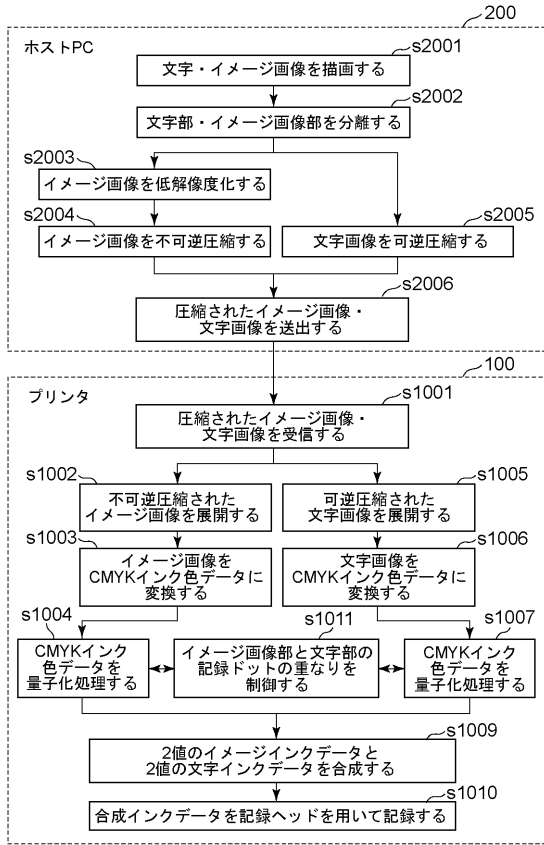 200
ホストPC
s2001
文字・イメージ画像を描画する
s2002
文字部・イメージ画像部を分離する
s2003
イメージ画像を低解像度化する
s2004
イメージ画像を不可逆圧縮する
s2005
文字画像を可逆圧縮する
s2006
圧縮されたイメージ画像・
文字画像を送出する
100
プリンタ
s1001
圧縮されたイメージ画像・
文字画像を受信する
s1002
不可逆圧縮された
イメージ画像を展開する
s1005
可逆圧縮された
文字画像を展開する
s1003
イメージ画像を
CMYKインク色データに
変換する
s1006
文字画像を
CMYKインク色データに
変換する
s1004
CMYKインク
色データを
量子化処理する
s1011
イメージ画像部と文字部の
記録ドットの重なりを
制御する
s1007
CMYKインク
色データを
量子化処理する
s1009
2値のイメージインクデータと
2値の文字インクデータを合成する
s1010
合成インクデータを記録ヘッドを用いて記録する